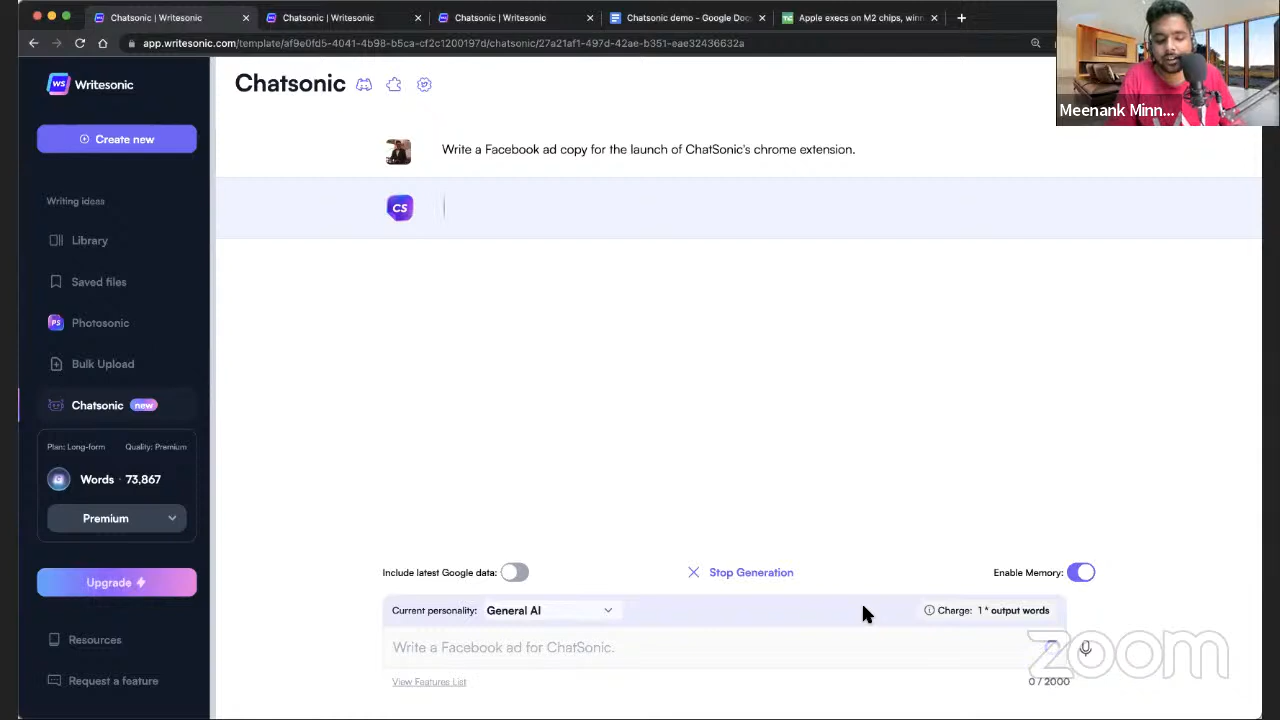 Chatsonic | Writesonic
Chatsonic | Writesonic
Chatsonic | Writesonic
Chatsonic demo - Google Doc
Apple execs on M2 chips, winn
app.writesonic.com/template/af9e0fd5-4041-4b98-b5ca-cf2c1200197d/chatsonic/27a21af1-497d-42ae-b351-eae32436632a
Meenank Minn...
WS Writesonic
Create new
Writing ideas
Library
Saved files
PS Photosonic
Bulk Upload
Chatsonic new
Plan: Long-form Quality: Premium
Words · 73,867
Premium
Upgrade
Resources
Request a feature
Chatsonic
Write a Facebook ad copy for the launch of ChatSonic's chrome extension.
CS
Include latest Google data:
Stop Generation
Enable Memory:
Current personality: General AI
Charge: 1 * output words
Write a Facebook ad for ChatSonic.
View Features List
0 / 2000
zoom